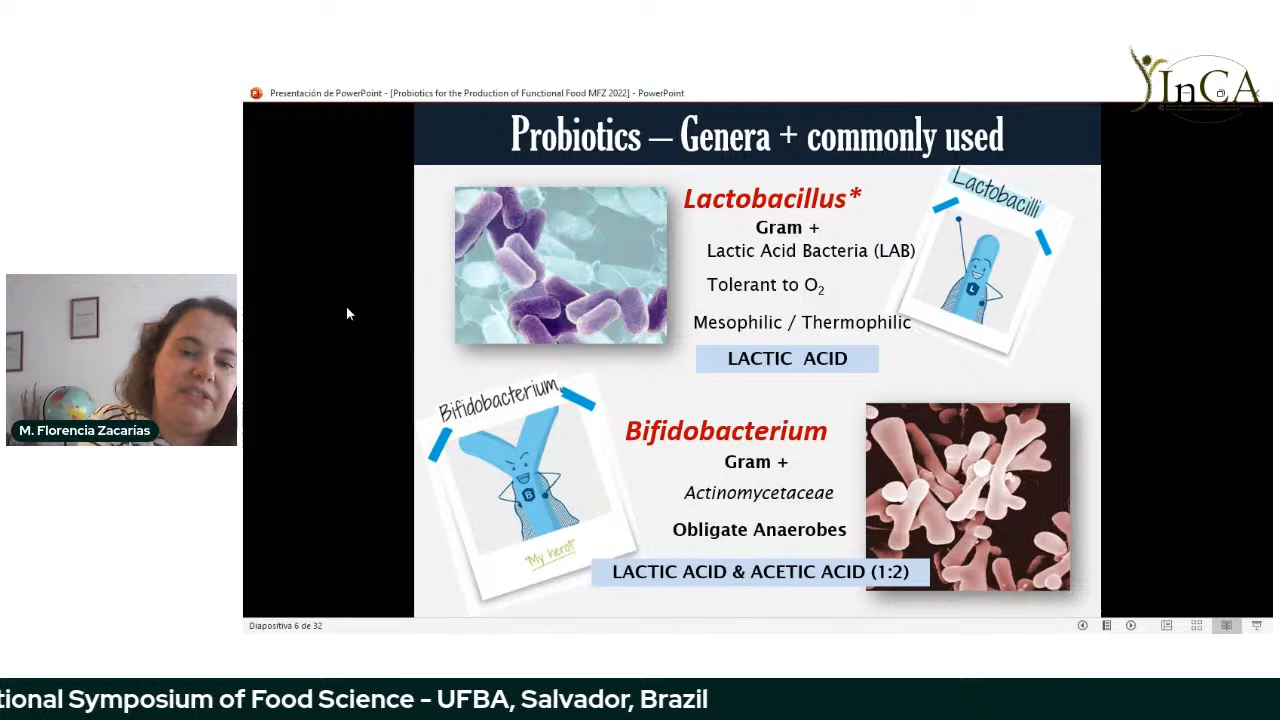 InCA
Presentación de PowerPoint - [Probiotics for the Production of Functional Food MFZ 2022] - PowerPoint
Probiotics – Genera + commonly used
Lactobacillus*
Gram +
Lactic Acid Bacteria (LAB)
Tolerant to O₂
Mesophilic / Thermophilic
LACTIC ACID
Lactobacilli
L
M. Florencia Zacarías
Bifidobacterium
B
"My hero!!"
Bifidobacterium
Gram +
Actinomycetaceae
Obligate Anaerobes
LACTIC ACID & ACETIC ACID (1:2)
Diapositiva 6 de 32
tional Symposium of Food Science - UFBA, Salvador, Brazil